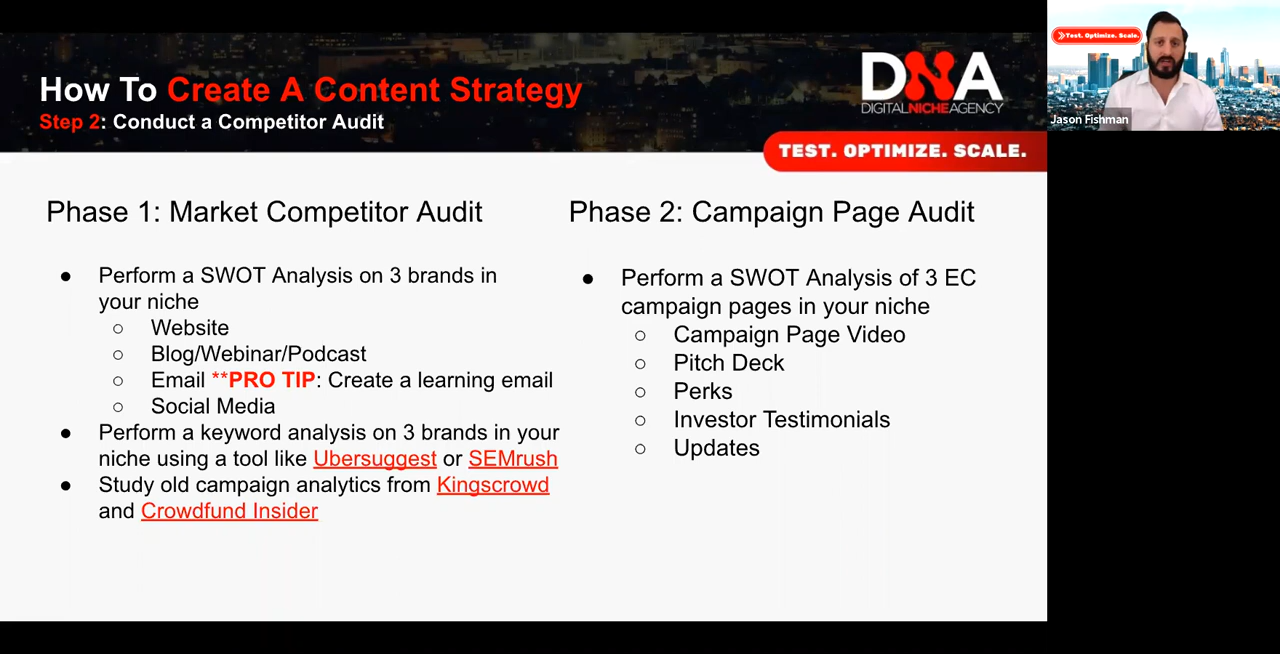 How To Create A Content Strategy
Step 2: Conduct a Competitor Audit
DNA
DIGITALNICHEAGENCY
TEST. OPTIMIZE. SCALE.
Phase 1: Market Competitor Audit
● Perform a SWOT Analysis on 3 brands in
your niche
○ Website
○ Blog/Webinar/Podcast
○ Email **PRO TIP: Create a learning email
○ Social Media
● Perform a keyword analysis on 3 brands in your
niche using a tool like Ubersuggest or SEMrush
● Study old campaign analytics from Kingscrowd
and Crowdfund Insider
Phase 2: Campaign Page Audit
● Perform a SWOT Analysis of 3 EC
campaign pages in your niche
○ Campaign Page Video
○ Pitch Deck
○ Perks
○ Investor Testimonials
○ Updates
Test. Optimize. Scale.
Jason Fishman